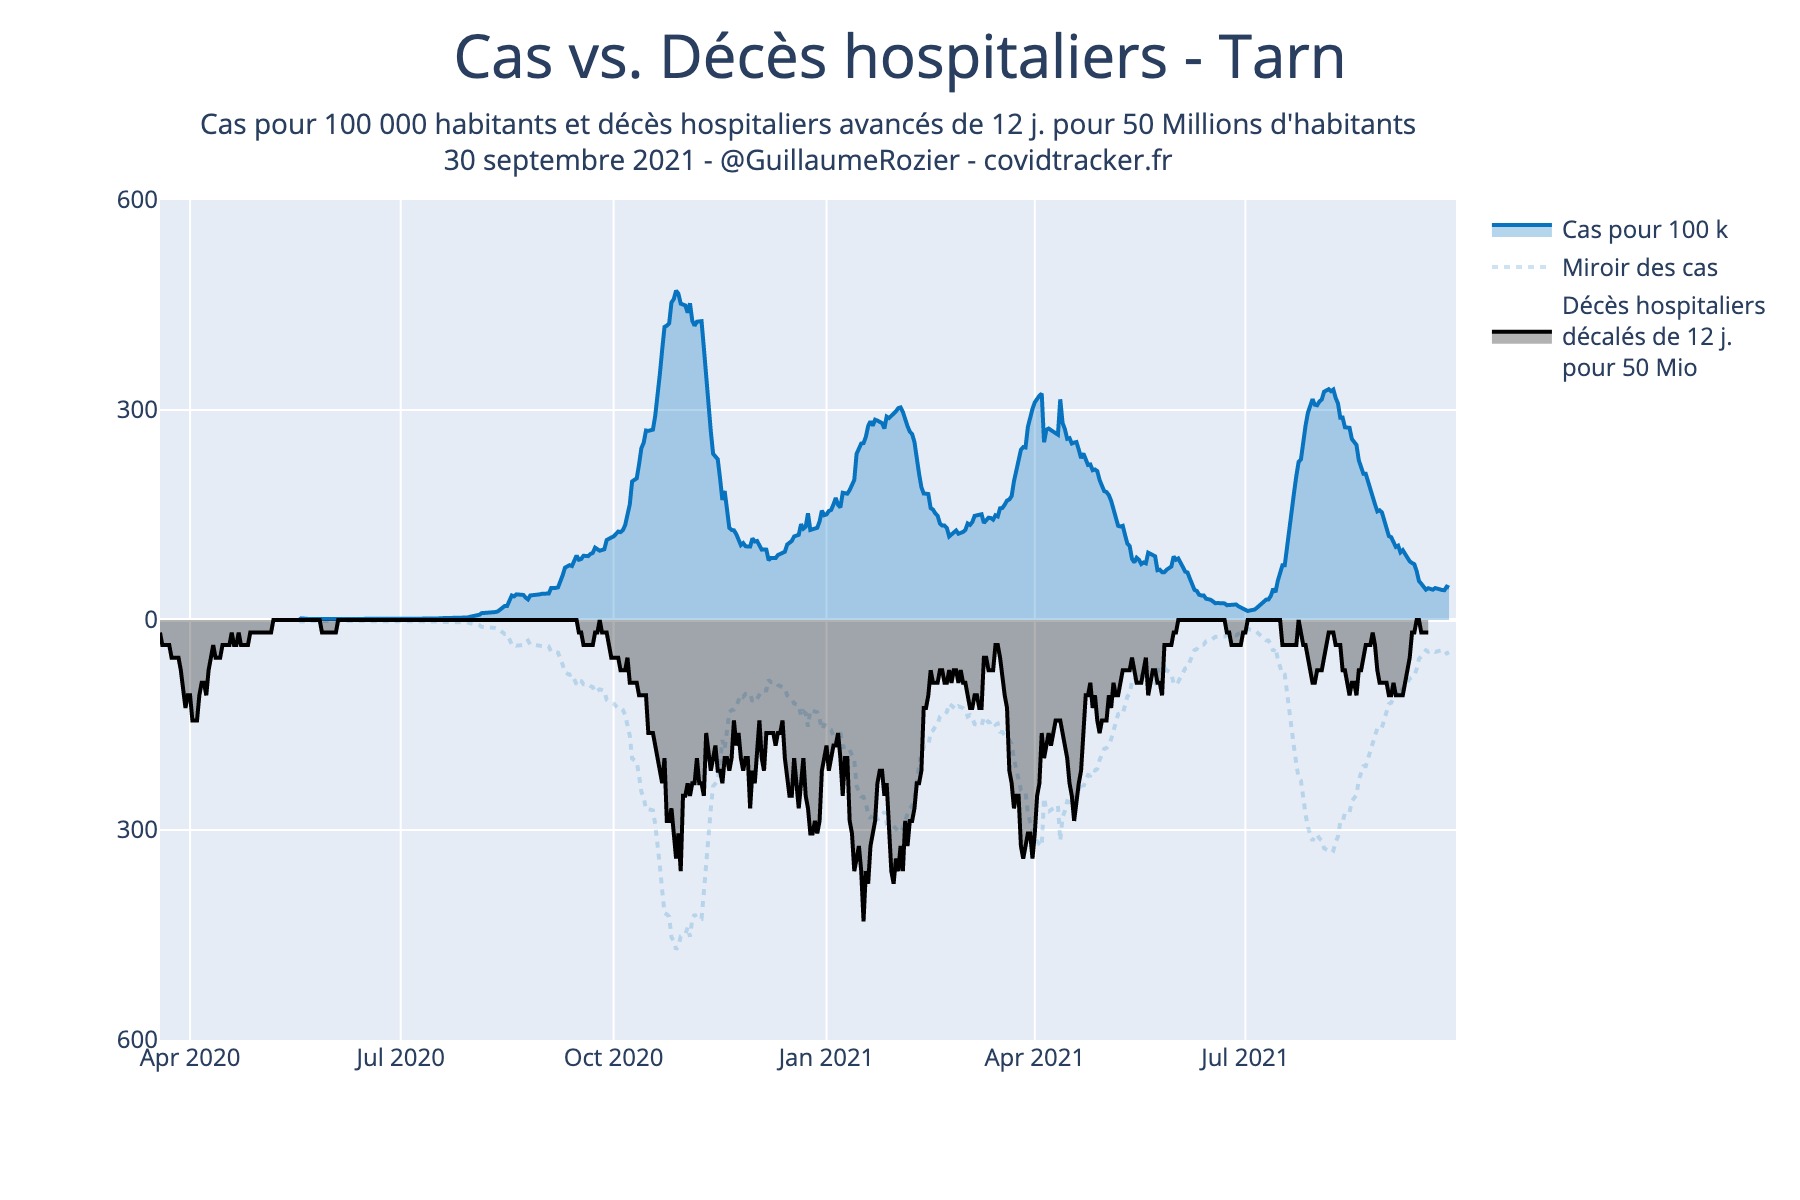 Cas vs. Décès hospitaliers - Tarn
Cas pour 100 000 habitants et décès hospitaliers avancés de 12 j. pour 50 Millions d'habitants
30 septembre 2021 - @GuillaumeRozier - covidtracker.fr
600
300
0
300
600
Apr 2020
Jul 2020
Oct 2020
Jan 2021
Apr 2021
Jul 2021
Cas pour 100 k
Miroir des cas
Décès hospitaliers
décalés de 12 j.
pour 50 Mio